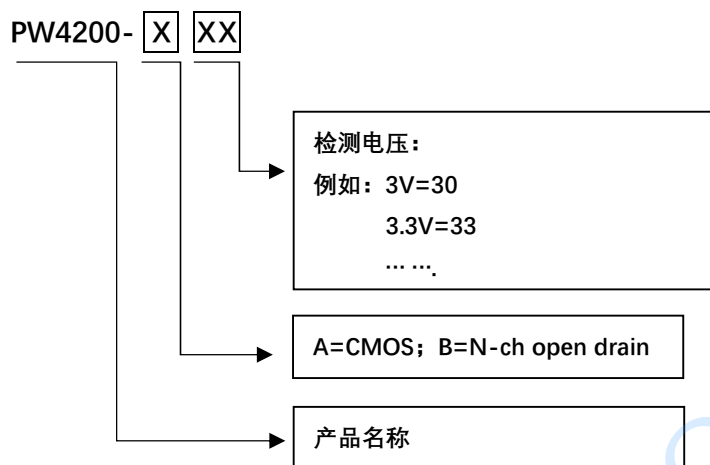 PW4200- X XX
检测电压：
例如：3V=30
3.3V=33
… ….
A=CMOS；B=N-ch open drain
产品名称